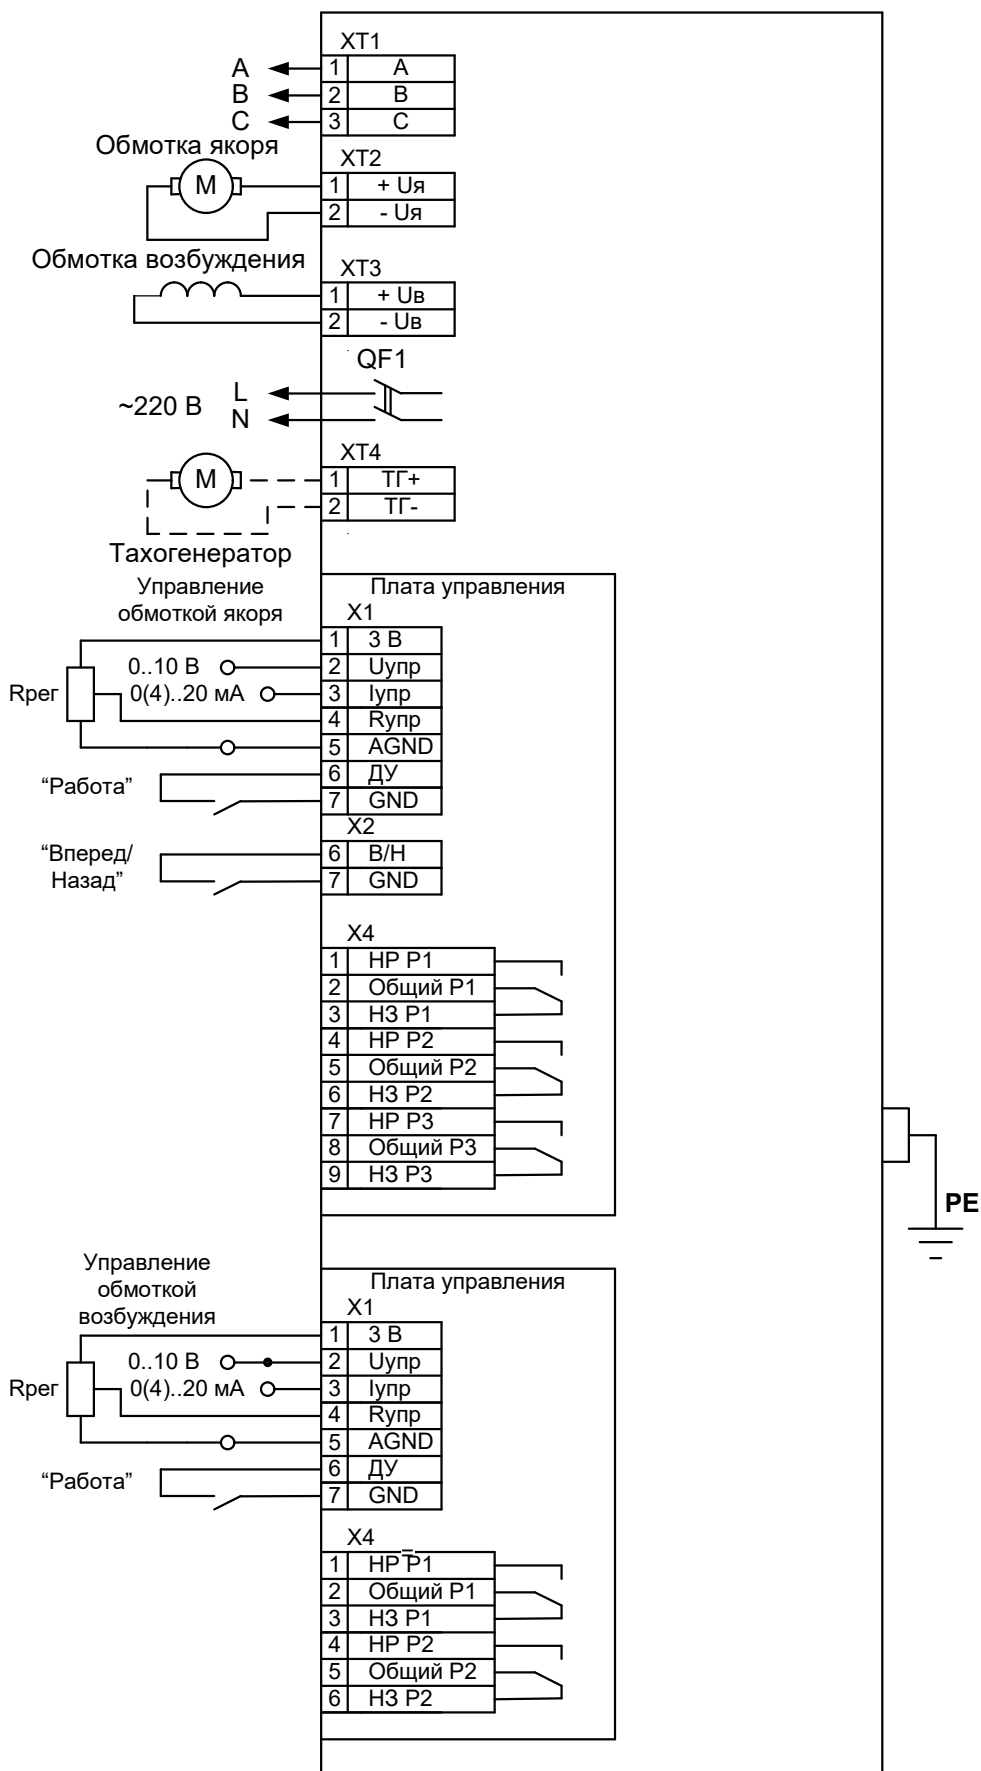 XT1
A 1 A
B 2 B
C 3 C
Обмотка якоря
XT2
М 1 + Uя
2 - Uя
Обмотка возбуждения
XT3
1 + Uв
2 - Uв
QF1
~220 В
L
N
XT4
М 1 ТГ+
2 ТГ-
Тахогенератор
Управление
обмоткой якоря
Плата управления
X1
1 3 В
0..10 В 2 Uупр
Rрег 0(4)..20 мА 3 Iупр
4 Rупр
5 AGND
“Работа” 6 ДУ
7 GND
X2
“Вперед/
Назад”
6 В/Н
7 GND
X4
1 НР Р1
2 Общий Р1
3 НЗ Р1
4 НР Р2
5 Общий Р2
6 НЗ Р2
7 НР Р3
8 Общий Р3
9 НЗ Р3
PE
Управление
обмоткой
возбуждения
Плата управления
X1
1 3 В
0..10 В 2 Uупр
Rрег 0(4)..20 мА 3 Iупр
4 Rупр
5 AGND
“Работа” 6 ДУ
7 GND
X4
1 НР Р1
2 Общий Р1
3 НЗ Р1
4 НР Р2
5 Общий Р2
6 НЗ Р2